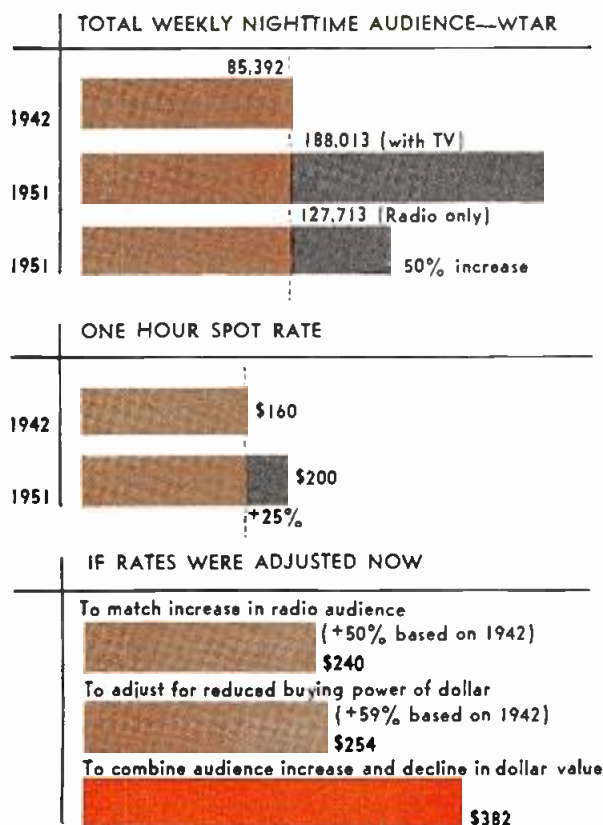 TOTAL WEEKLY NIGHTTIME AUDIENCE—WTAR
85,392
1942
188,013 (with TV)
1951
127,713 (Radio only)
1951
50% increase
ONE HOUR SPOT RATE
1942
$160
1951
$200
+25%
IF RATES WERE ADJUSTED NOW
To match increase in radio audience
(+50% based on 1942)
$240
To adjust for reduced buying power of dollar
(+59% based on 1942)
$254
To combine audience increase and decline in dollar value
$382